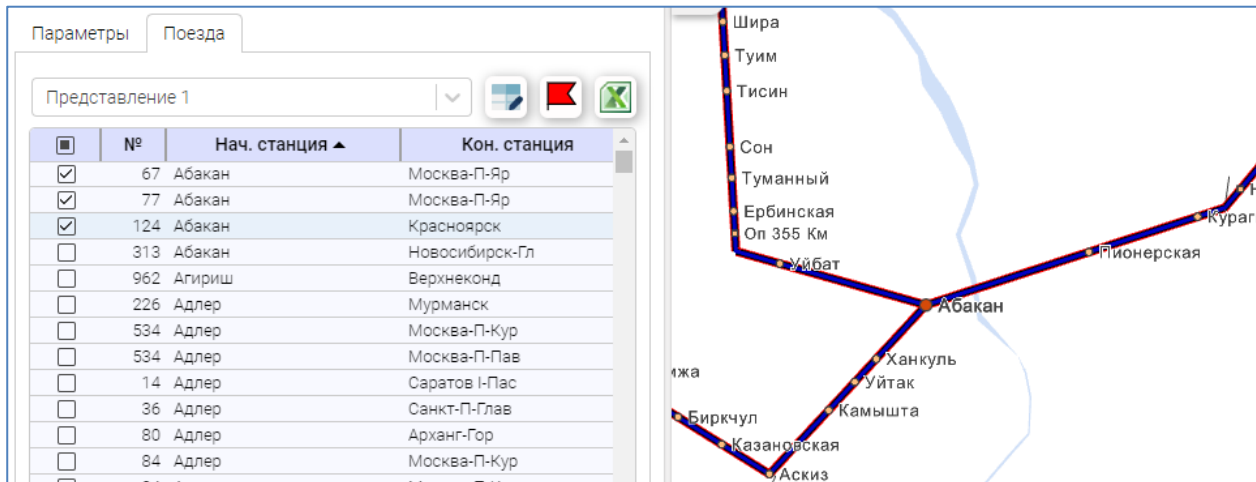 Параметры
Поезда
Представление 1
№ Нач. станция Кон. станция
67 Абакан Москва-П-Яр
77 Абакан Москва-П-Яр
124 Абакан Красноярск
313 Абакан Новосибирск-Гл
962 Агириш Верхнеконд
226 Адлер Мурманск
534 Адлер Москва-П-Кур
534 Адлер Москва-П-Пав
14 Адлер Саратов I-Пас
36 Адлер Санкт-П-Глав
80 Адлер Арханг-Гор
84 Адлер Москва-П-Кур
Шира
Туим
Тисин
Сон
Туманный
Ербинская
Оп 355 Км
Кураг
Пионерская
Уйбат
Абакан
Ханкуль
Уйтак
Камышта
Биркчул
Казановская
Аскиз